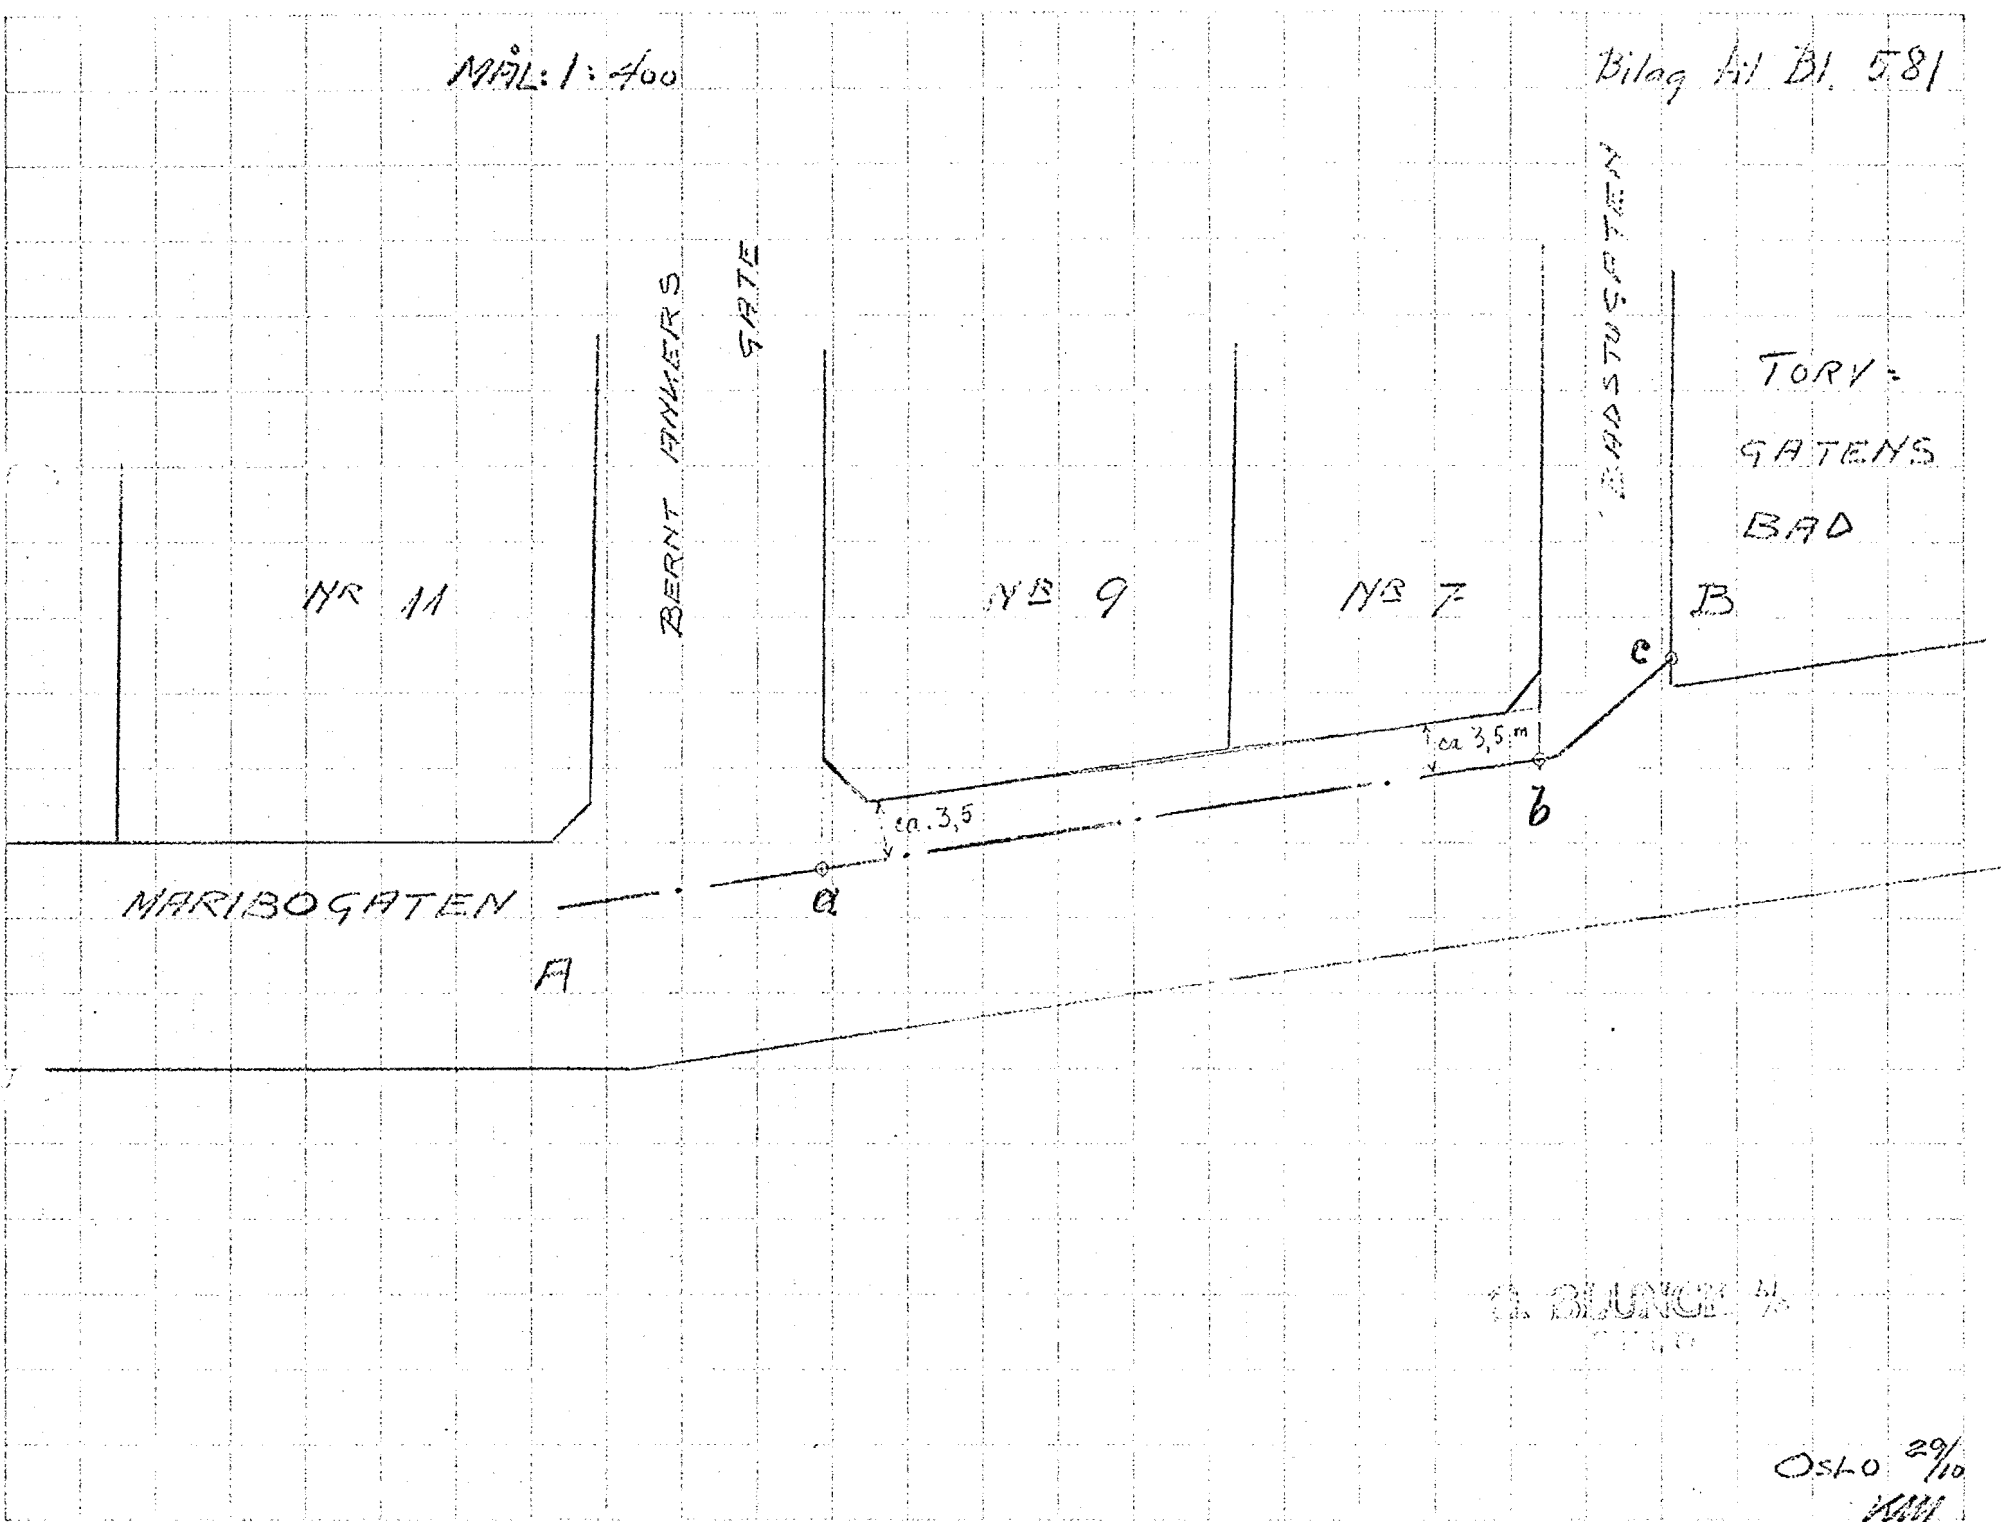 MÅL: 1:400
Bilag til Bl. 581
BADSTUGATEN
BERNT ANKERS
GATE
TORV=
GATENS
BAD
NR 11
NR 9
NR 7
B
c
ca 3,5 m
ca. 3,5
b
a
MARIBOGATEN
A
OSLO 29/10